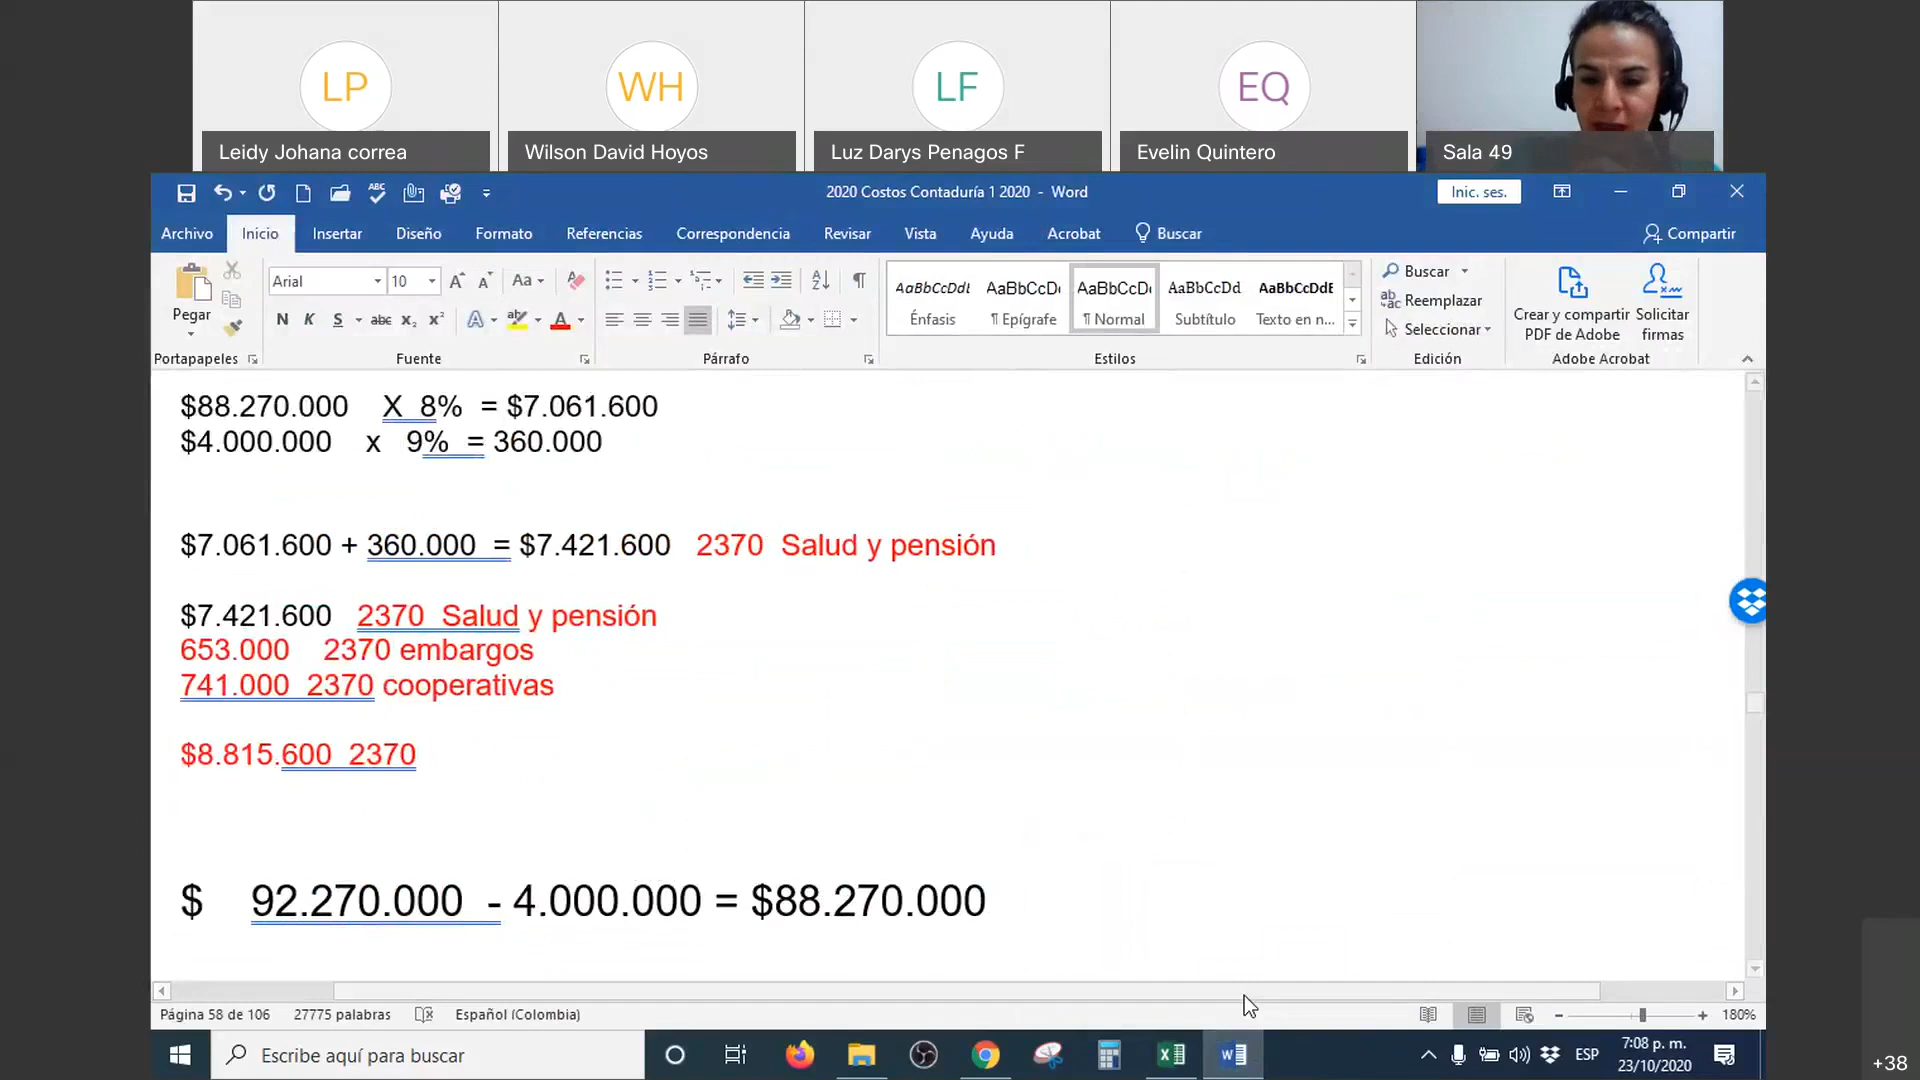 LP
WH
LF
EQ
Leidy Johana correa
Wilson David Hoyos
Luz Darys Penagos F
Evelin Quintero
Sala 49
2020 Costos Contaduría 1 2020 - Word
Inic. ses.
Archivo
Inicio
Insertar
Diseño
Formato
Referencias
Correspondencia
Revisar
Vista
Ayuda
Acrobat
Buscar
Compartir
Pegar
Portapapeles
Arial
10
Aa
N K S abc x₂ x²
Fuente
Párrafo
AaBbCcDdE
Énfasis
AaBbCcDc
¶ Epígrafe
AaBbCcDc
¶ Normal
AaBbCcDd
Subtítulo
AaBbCcDdE
Texto en n...
Estilos
Buscar
Reemplazar
Seleccionar
Edición
Crear y compartir
PDF de Adobe
Solicitar
firmas
Adobe Acrobat
$88.270.000 X 8% = $7.061.600
$4.000.000 x 9% = 360.000
$7.061.600 + 360.000 = $7.421.600 2370 Salud y pensión
$7.421.600 2370 Salud y pensión
653.000 2370 embargos
741.000 2370 cooperativas
$8.815.600 2370
$ 92.270.000 - 4.000.000 = $88.270.000
Página 58 de 106
27775 palabras
Español (Colombia)
180%
Escribe aquí para buscar
ESP
7:08 p. m.
23/10/2020
+38